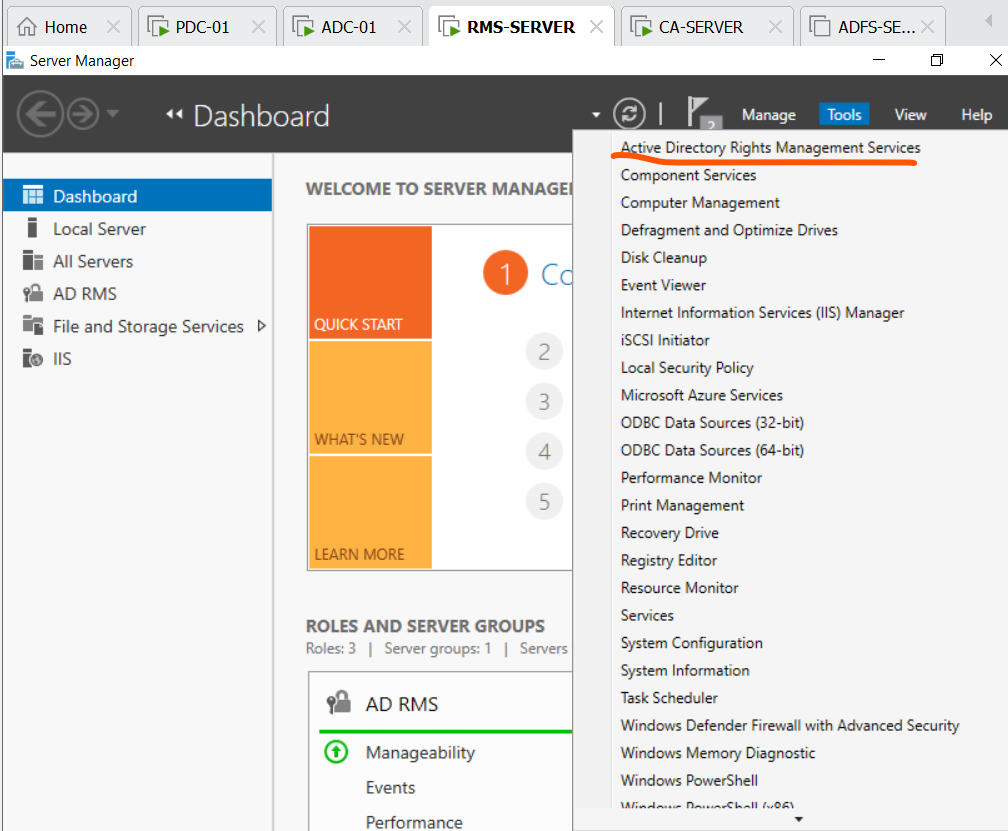 Home
PDC-01
ADC-01
RMS-SERVER
CA-SERVER
ADFS-SE...
Server Manager
Dashboard
2
Manage
Tools
View
Help
Dashboard
Local Server
All Servers
AD RMS
File and Storage Services
IIS
WELCOME TO SERVER MANAGE
QUICK START
WHAT'S NEW
LEARN MORE
1 Co
2
3
4
5
ROLES AND SERVER GROUPS
Roles: 3 | Server groups: 1 | Servers
AD RMS
Manageability
Events
Performance
Active Directory Rights Management Services
Component Services
Computer Management
Defragment and Optimize Drives
Disk Cleanup
Event Viewer
Internet Information Services (IIS) Manager
iSCSI Initiator
Local Security Policy
Microsoft Azure Services
ODBC Data Sources (32-bit)
ODBC Data Sources (64-bit)
Performance Monitor
Print Management
Recovery Drive
Registry Editor
Resource Monitor
Services
System Configuration
System Information
Task Scheduler
Windows Defender Firewall with Advanced Security
Windows Memory Diagnostic
Windows PowerShell
Windows PowerShell (x86)